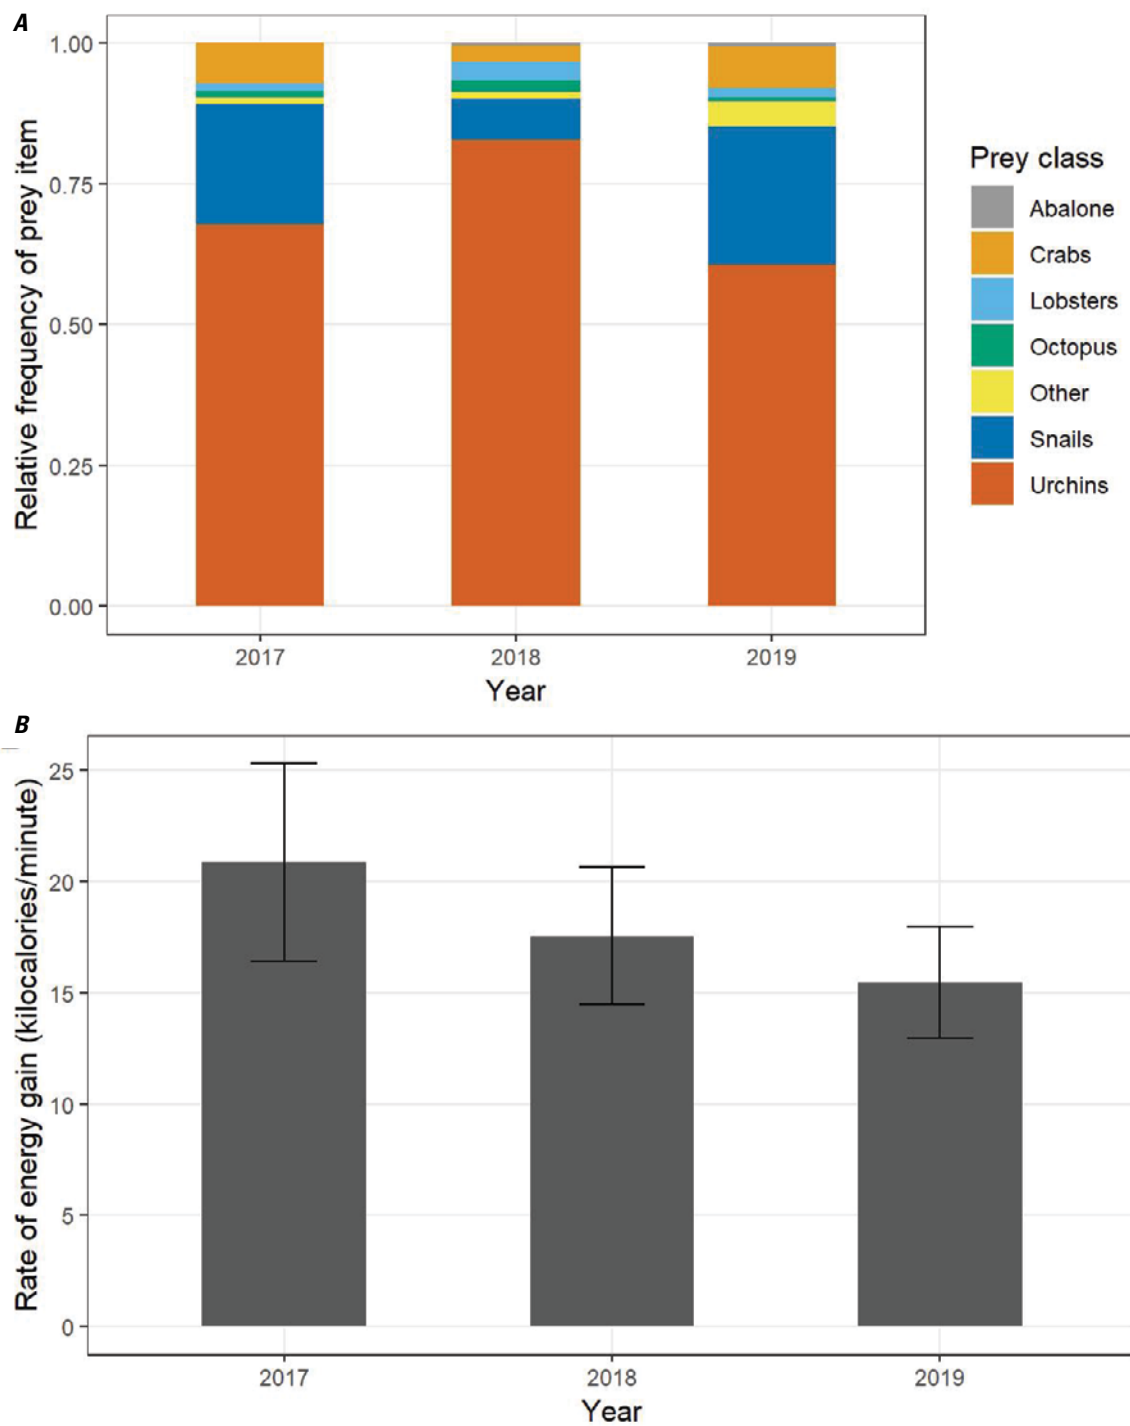 A
Relative frequency of prey item
1.00
0.75
0.50
0.25
0.00
2017 2018 2019
Year
Prey class
Abalone
Crabs
Lobsters
Octopus
Other
Snails
Urchins
B
Rate of energy gain (kilocalories/minute)
25
20
15
10
5
0
2017 2018 2019
Year